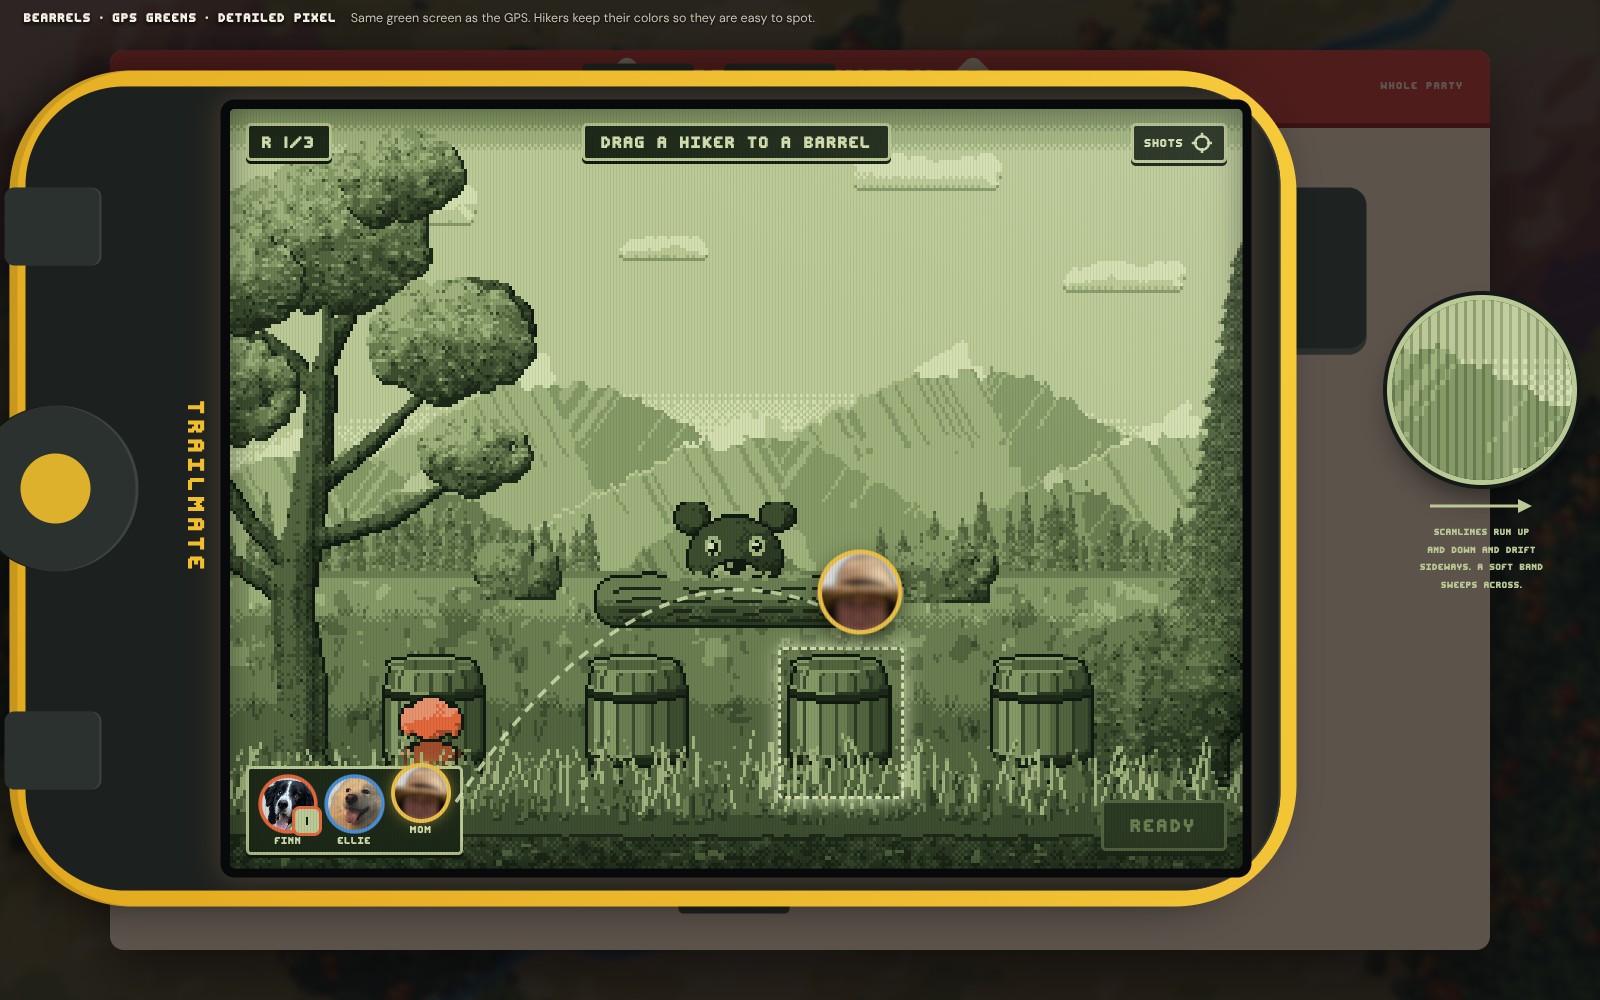 BEARRELS · GPS GREENS · DETAILED PIXEL Same green screen as the GPS. Hikers keep their colors so they are easy to spot.
WHOLE PARTY
R 1/3
DRAG A HIKER TO A BARREL
SHOTS
TRAILMATE
SCANLINES RUN UP
AND DOWN AND DRIFT
SIDEWAYS. A SOFT BAND
SWEEPS ACROSS.
1
FINN
ELLIE
MOM
READY